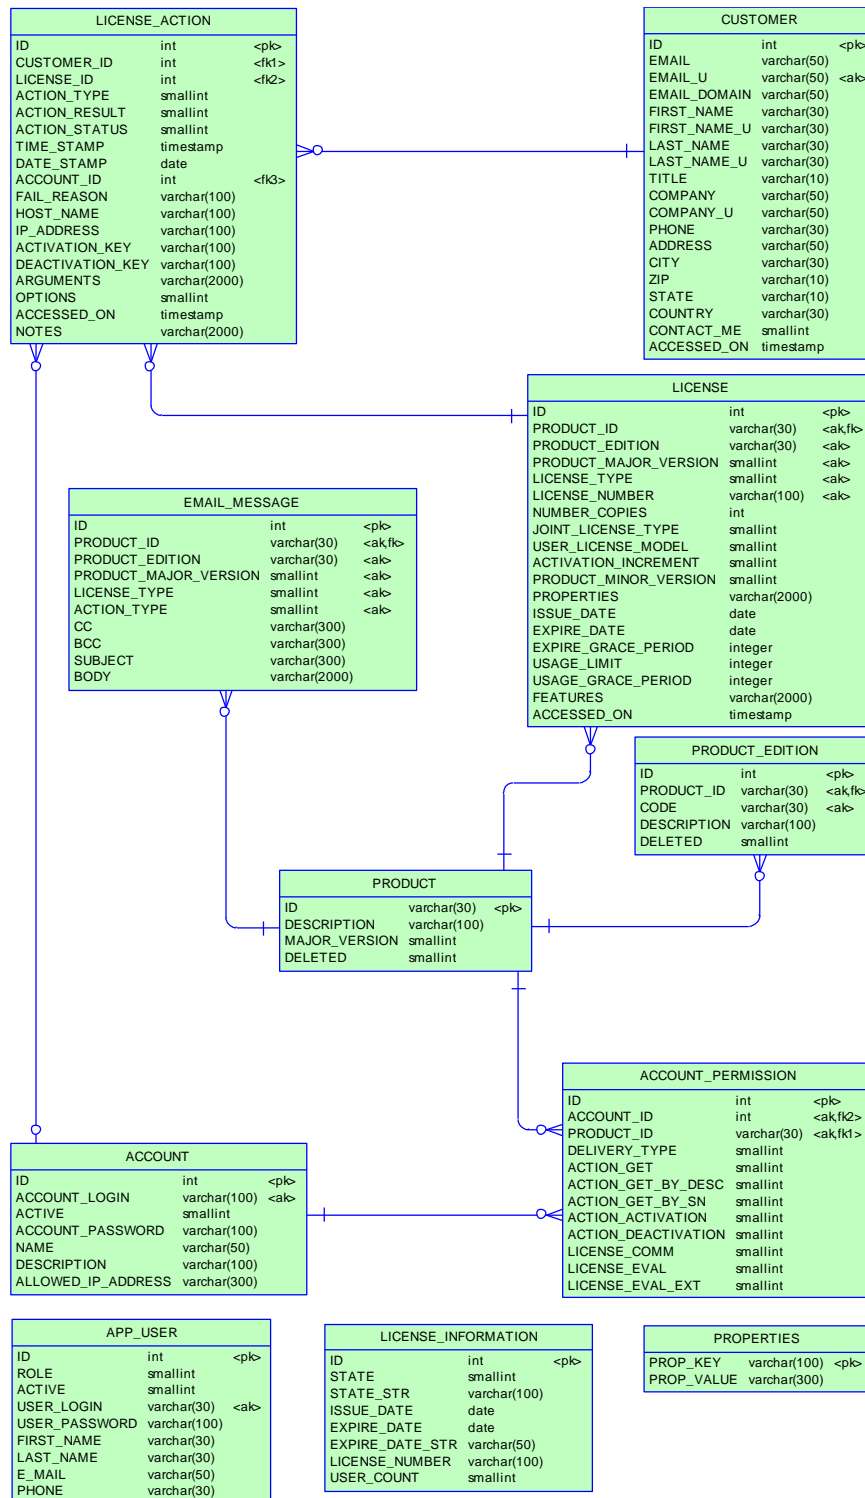 LICENSE_ACTION
ID int <pk>
CUSTOMER_ID int <fk1>
LICENSE_ID int <fk2>
ACTION_TYPE smallint
ACTION_RESULT smallint
ACTION_STATUS smallint
TIME_STAMP timestamp
DATE_STAMP date
ACCOUNT_ID int <fk3>
FAIL_REASON varchar(100)
HOST_NAME varchar(100)
IP_ADDRESS varchar(100)
ACTIVATION_KEY varchar(100)
DEACTIVATION_KEY varchar(100)
ARGUMENTS varchar(2000)
OPTIONS smallint
ACCESSED_ON timestamp
NOTES varchar(2000)
CUSTOMER
ID int <pk>
EMAIL varchar(50)
EMAIL_U varchar(50) <ak>
EMAIL_DOMAIN varchar(50)
FIRST_NAME varchar(30)
FIRST_NAME_U varchar(30)
LAST_NAME varchar(30)
LAST_NAME_U varchar(30)
TITLE varchar(10)
COMPANY varchar(50)
COMPANY_U varchar(50)
PHONE varchar(30)
ADDRESS varchar(50)
CITY varchar(30)
ZIP varchar(10)
STATE varchar(10)
COUNTRY varchar(30)
CONTACT_ME smallint
ACCESSED_ON timestamp
LICENSE
ID int <pk>
PRODUCT_ID varchar(30) <ak,fk>
PRODUCT_EDITION varchar(30) <ak>
PRODUCT_MAJOR_VERSION smallint <ak>
LICENSE_TYPE smallint <ak>
LICENSE_NUMBER varchar(100) <ak>
NUMBER_COPIES int
JOINT_LICENSE_TYPE smallint
USER_LICENSE_MODEL smallint
ACTIVATION_INCREMENT smallint
PRODUCT_MINOR_VERSION smallint
PROPERTIES varchar(2000)
ISSUE_DATE date
EXPIRE_DATE date
EXPIRE_GRACE_PERIOD integer
USAGE_LIMIT integer
USAGE_GRACE_PERIOD integer
FEATURES varchar(2000)
ACCESSED_ON timestamp
EMAIL_MESSAGE
ID int <pk>
PRODUCT_ID varchar(30) <ak,fk>
PRODUCT_EDITION varchar(30) <ak>
PRODUCT_MAJOR_VERSION smallint <ak>
LICENSE_TYPE smallint <ak>
ACTION_TYPE smallint <ak>
CC varchar(300)
BCC varchar(300)
SUBJECT varchar(300)
BODY varchar(2000)
PRODUCT_EDITION
ID int <pk>
PRODUCT_ID varchar(30) <ak,fk>
CODE varchar(30) <ak>
DESCRIPTION varchar(100)
DELETED smallint
PRODUCT
ID varchar(30) <pk>
DESCRIPTION varchar(100)
MAJOR_VERSION smallint
DELETED smallint
ACCOUNT_PERMISSION
ID int <pk>
ACCOUNT_ID int <ak,fk2>
PRODUCT_ID varchar(30) <ak,fk1>
DELIVERY_TYPE smallint
ACTION_GET smallint
ACTION_GET_BY_DESC smallint
ACTION_GET_BY_SN smallint
ACTION_ACTIVATION smallint
ACTION_DEACTIVATION smallint
LICENSE_COMM smallint
LICENSE_EVAL smallint
LICENSE_EVAL_EXT smallint
ACCOUNT
ID int <pk>
ACCOUNT_LOGIN varchar(100) <ak>
ACTIVE smallint
ACCOUNT_PASSWORD varchar(100)
NAME varchar(50)
DESCRIPTION varchar(100)
ALLOWED_IP_ADDRESS varchar(300)
APP_USER
ID int <pk>
ROLE smallint
ACTIVE smallint
USER_LOGIN varchar(30) <ak>
USER_PASSWORD varchar(100)
FIRST_NAME varchar(30)
LAST_NAME varchar(30)
E_MAIL varchar(50)
PHONE varchar(30)
LICENSE_INFORMATION
ID int <pk>
STATE smallint
STATE_STR varchar(100)
ISSUE_DATE date
EXPIRE_DATE date
EXPIRE_DATE_STR varchar(50)
LICENSE_NUMBER varchar(100)
USER_COUNT smallint
PROPERTIES
PROP_KEY varchar(100) <pk>
PROP_VALUE varchar(300)